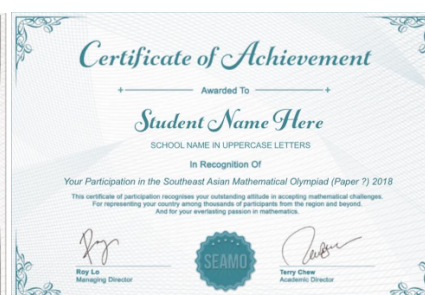 Certificate of Achievement
Awarded To
Student Name Here
SCHOOL NAME IN UPPERCASE LETTERS
In Recognition Of
Your Participation in the Southeast Asian Mathematical Olympiad (Paper ?) 2018
This certificate of participation recognises your outstanding attitude in accepting mathematical challenges.
For representing your country among thousands of participants from the region and beyond.
And for your everlasting passion in mathematics.
SEAMO
Roy Lo
Managing Director
Terry Chew
Academic Director